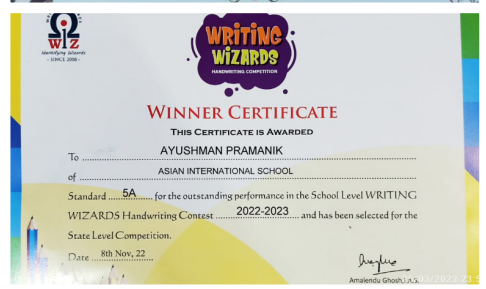 WIZ
Identifying Wizards
- SINCE 2008 -
WRITING
WIZARDS
HANDWRITING COMPETITION
WINNER CERTIFICATE
THIS CERTIFICATE IS AWARDED
To AYUSHMAN PRAMANIK
of ASIAN INTERNATIONAL SCHOOL
Standard 5A for the outstanding performance in the School Level WRITING
WIZARDS Handwriting Contest 2022-2023 and has been selected for the
State Level Competition.
Date 8th Nov, 22
Amalendu Ghosh, I.A.S.